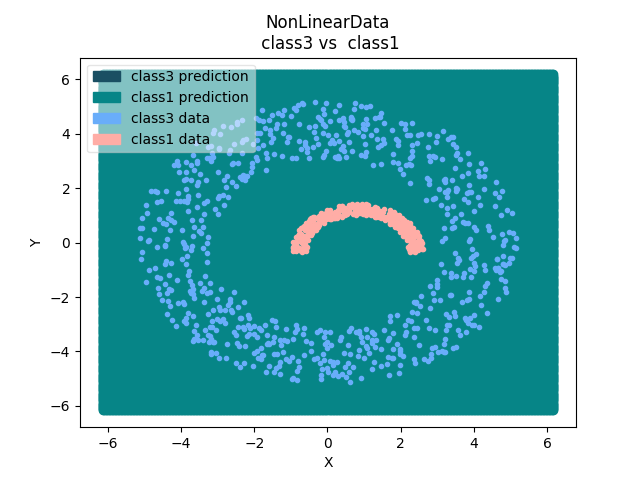 NonLinearData
class3 vs  class1
class3 prediction
class1 prediction
class3 data
class1 data
6
4
2
0
−2
−4
−6
Y
−6
−4
−2
0
2
4
6
X